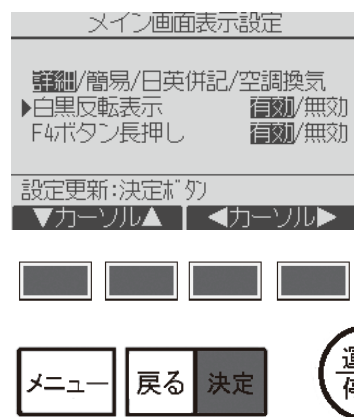 メイン画面表示設定
詳細/簡易/日英併記/空調換気
▶白黒反転表示 有効/無効
F4ボタン長押し 有効/無効
設定更新:決定ボタン
▼カーソル▲ ◀カーソル▶
メニュー 戻る 決定